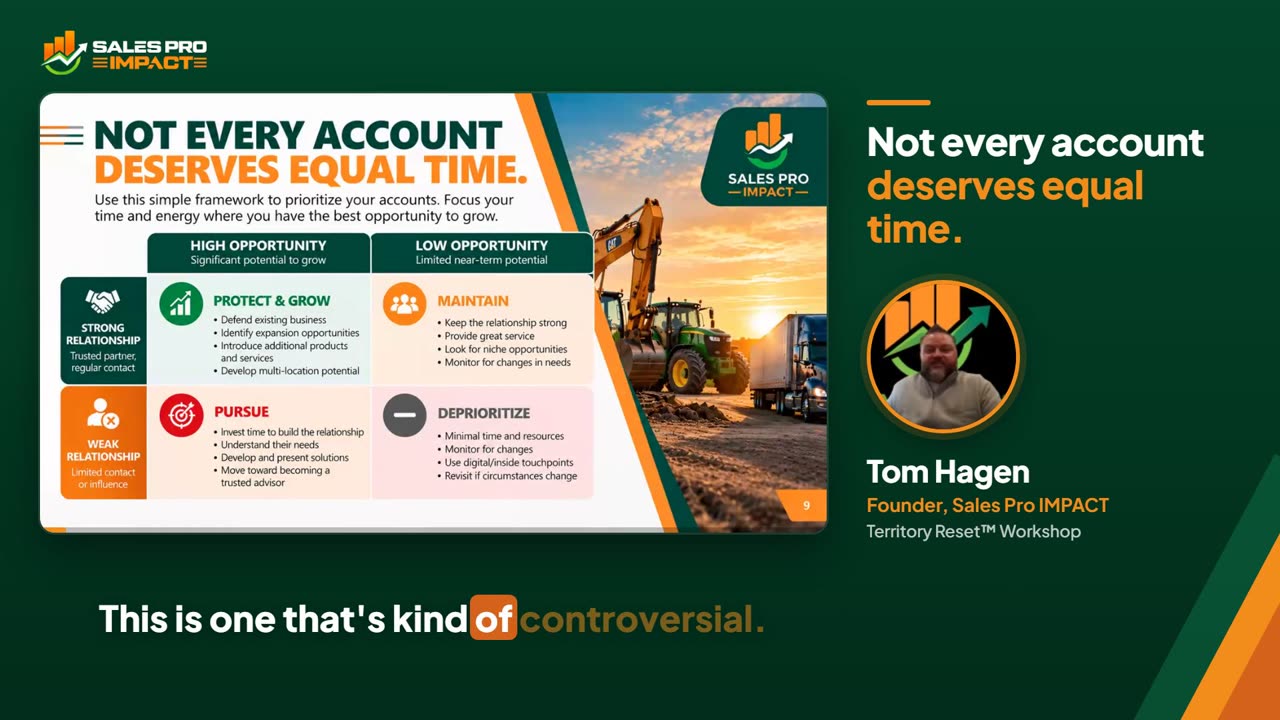 SALES PRO
IMPACT
NOT EVERY ACCOUNT
DESERVES EQUAL TIME.
Use this simple framework to prioritize your accounts. Focus your
time and energy where you have the best opportunity to grow.
SALES PRO
IMPACT
HIGH OPPORTUNITY
Significant potential to grow
LOW OPPORTUNITY
Limited near-term potential
STRONG
RELATIONSHIP
Trusted partner,
regular contact
PROTECT & GROW
• Defend existing business
• Identify expansion opportunities
• Introduce additional products
and services
• Develop multi-location potential
MAINTAIN
• Keep the relationship strong
• Provide great service
• Look for niche opportunities
• Monitor for changes in needs
WEAK
RELATIONSHIP
Limited contact
or influence
PURSUE
• Invest time to build the relationship
• Understand their needs
• Develop and present solutions
• Move toward becoming a
trusted advisor
DEPRIORITIZE
• Minimal time and resources
• Monitor for changes
• Use digital/inside touchpoints
• Revisit if circumstances change
CAT
9
Not every account
deserves equal
time.
Tom Hagen
Founder, Sales Pro IMPACT
Territory Reset™ Workshop
This is one that's kind of controversial.